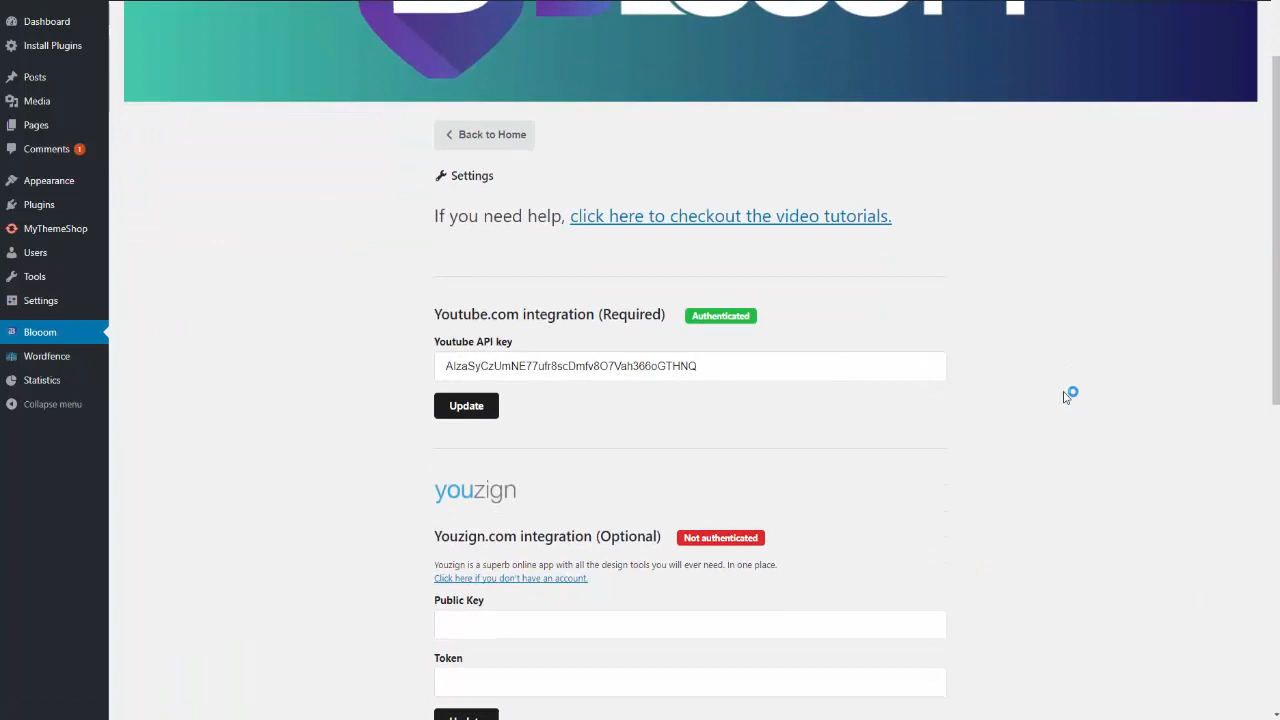 Dashboard
Install Plugins
Posts
Media
Pages
Comments 1
Appearance
Plugins
MyThemeShop
Users
Tools
Settings
Blooom
Wordfence
Statistics
Collapse menu
Back to Home
Settings
If you need help, click here to checkout the video tutorials.
Youtube.com integration (Required) Authenticated
Youtube API key
AIzaSyCzUmNE77ufr8scDmfv8O7Vah366oGTHNQ
Update
youzign
Youzign.com integration (Optional) Not authenticated
Youzign is a superb online app with all the design tools you will ever need. In one place.
Click here if you don't have an account.
Public Key
Token